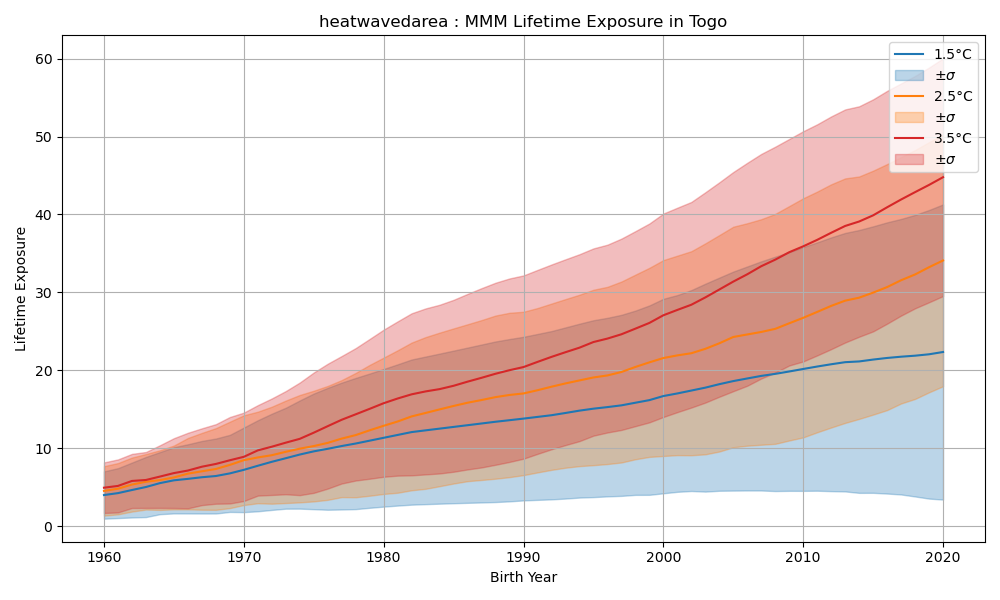 heatwavedarea : MMM Lifetime Exposure in Togo
1.5°C
±σ
2.5°C
±σ
3.5°C
±σ
Lifetime Exposure
60
50
40
30
20
10
0
1960 1970 1980 1990 2000 2010 2020
Birth Year